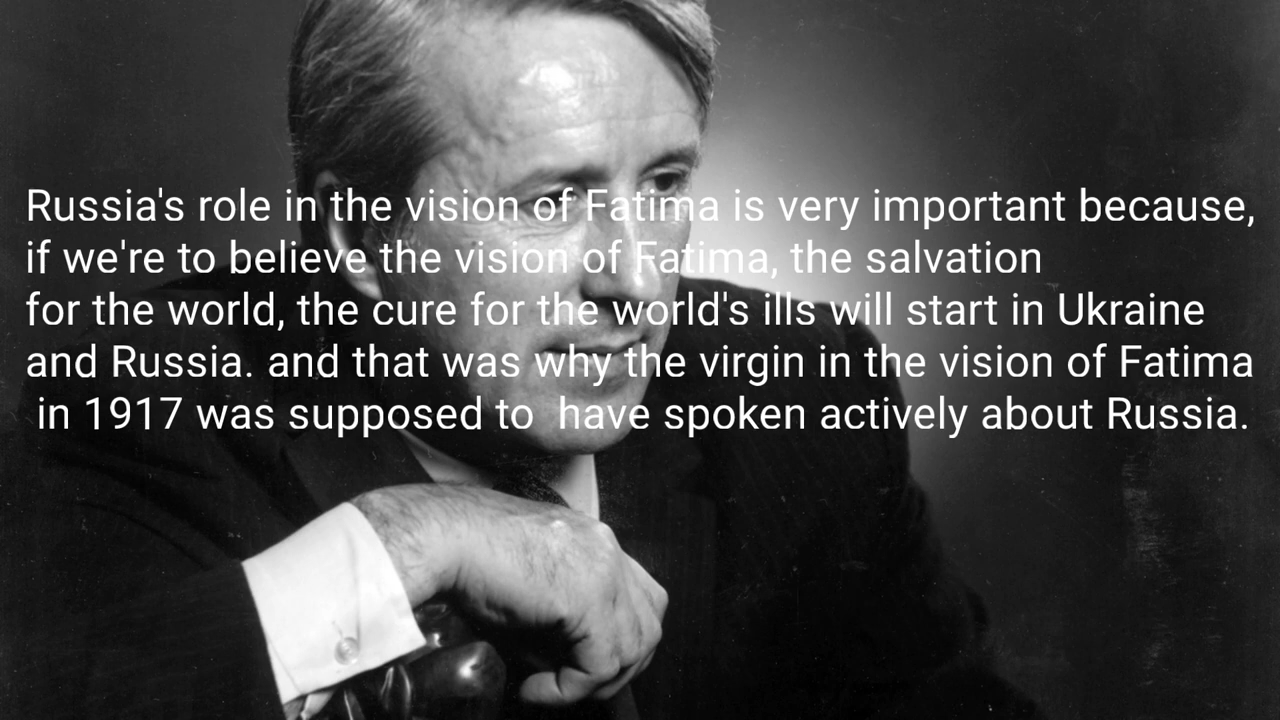 Russia's role in the vision of Fatima is very important because,
if we're to believe the vision of Fatima, the salvation
for the world, the cure for the world's ills will start in Ukraine
and Russia. and that was why the virgin in the vision of Fatima
in 1917 was supposed to  have spoken actively about Russia.